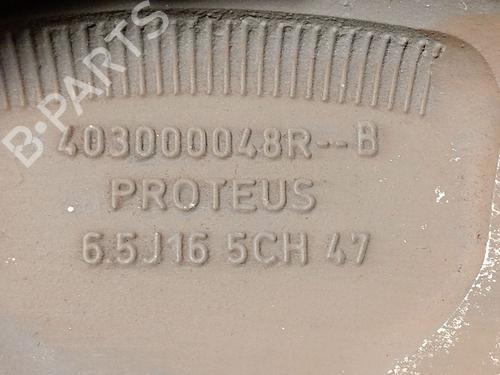 B-PARTS
403000048R--B
PROTEUS
6.5J16 5CH 47